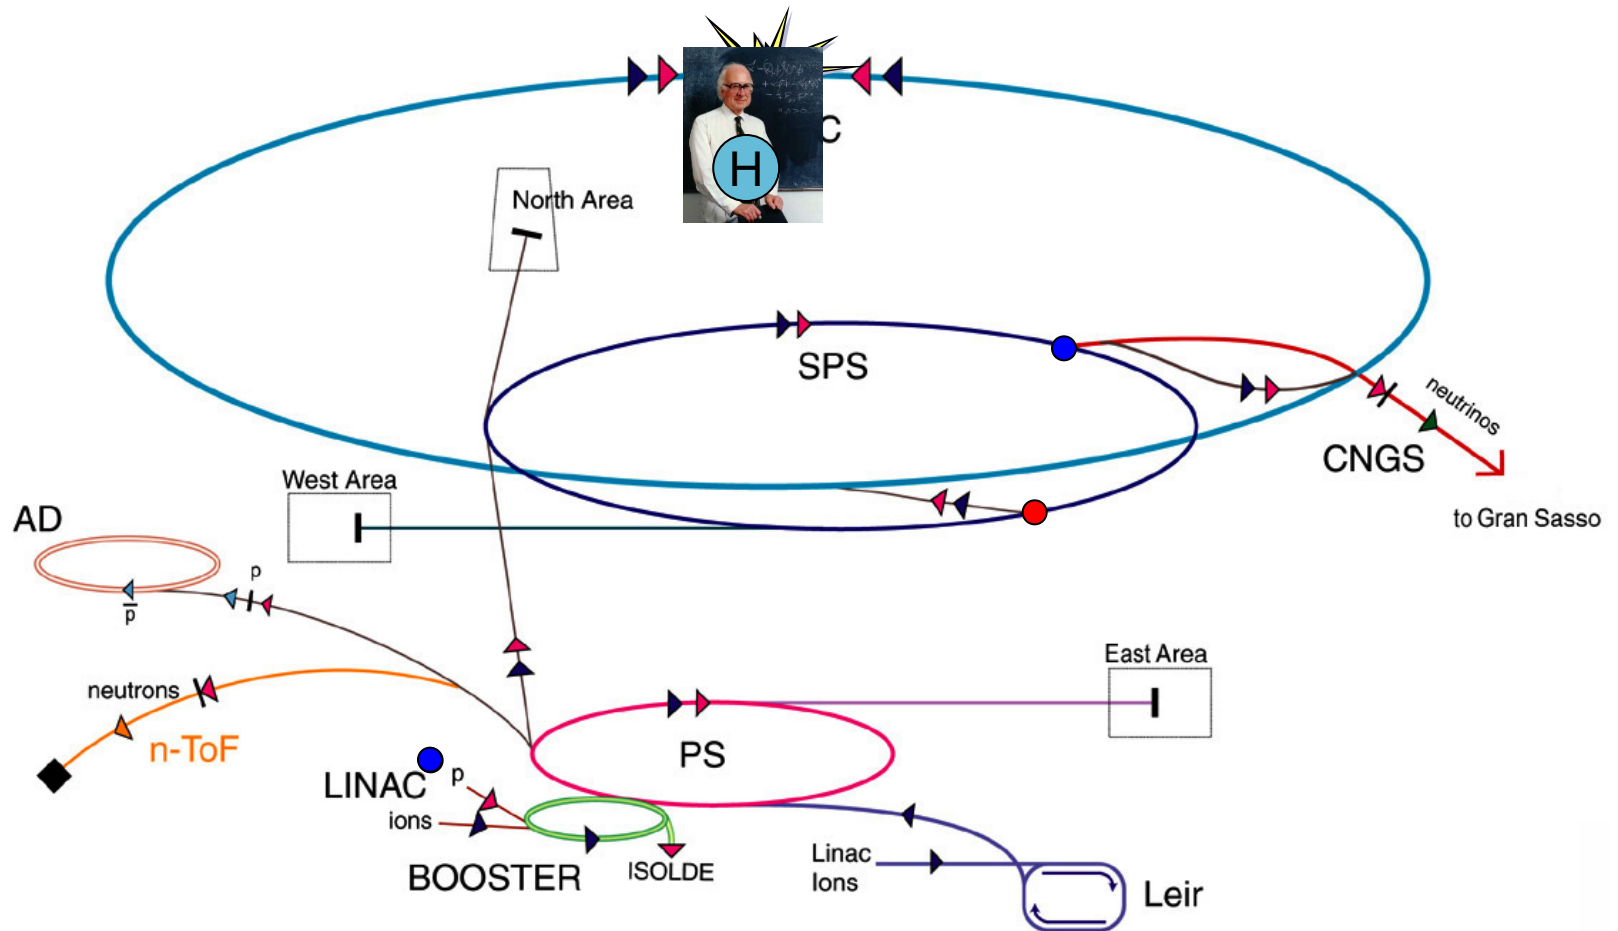 C
H
North Area
SPS
neutrinos
CNGS
West Area
to Gran Sasso
AD
p
p̅
East Area
neutrons
n-ToF
PS
LINAC
p
ions
BOOSTER
ISOLDE
Linac
Ions
Leir